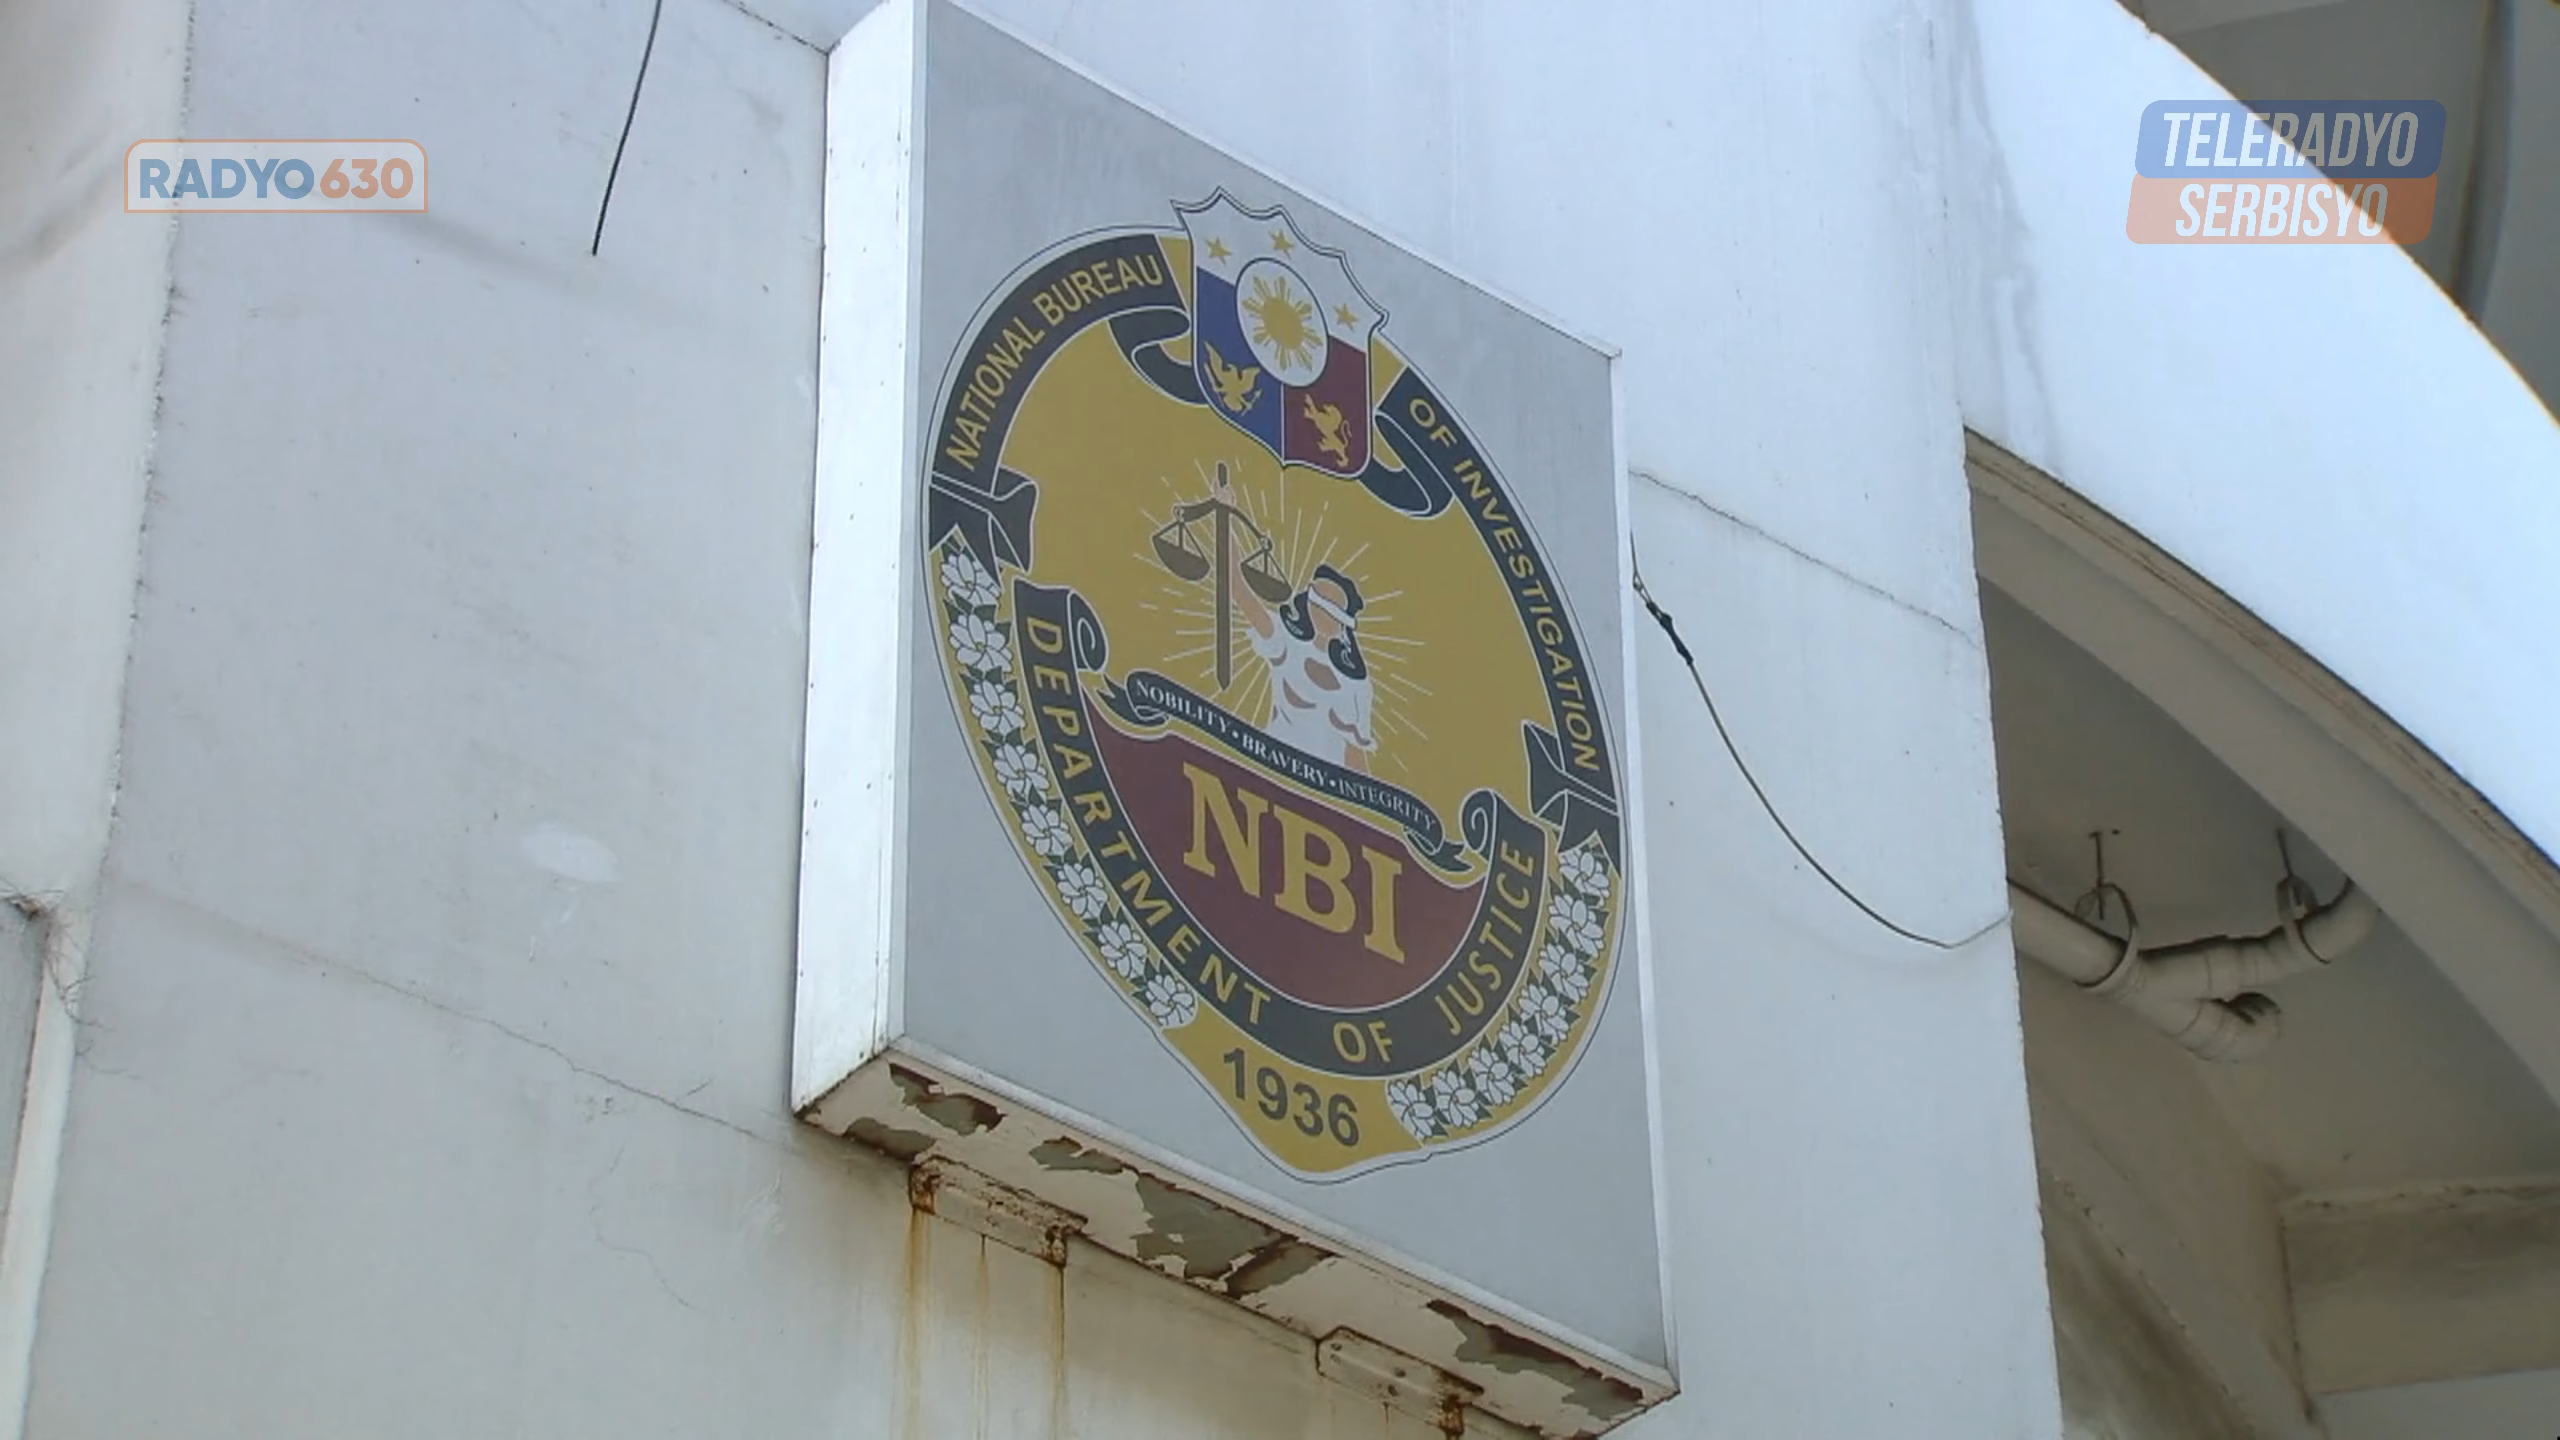 RADYO630
TELERADYO
SERBISYO
NATIONAL BUREAU
OF INVESTIGATION
NOBILITY • BRAVERY • INTEGRITY
NBI
DEPARTMENT OF JUSTICE
1936